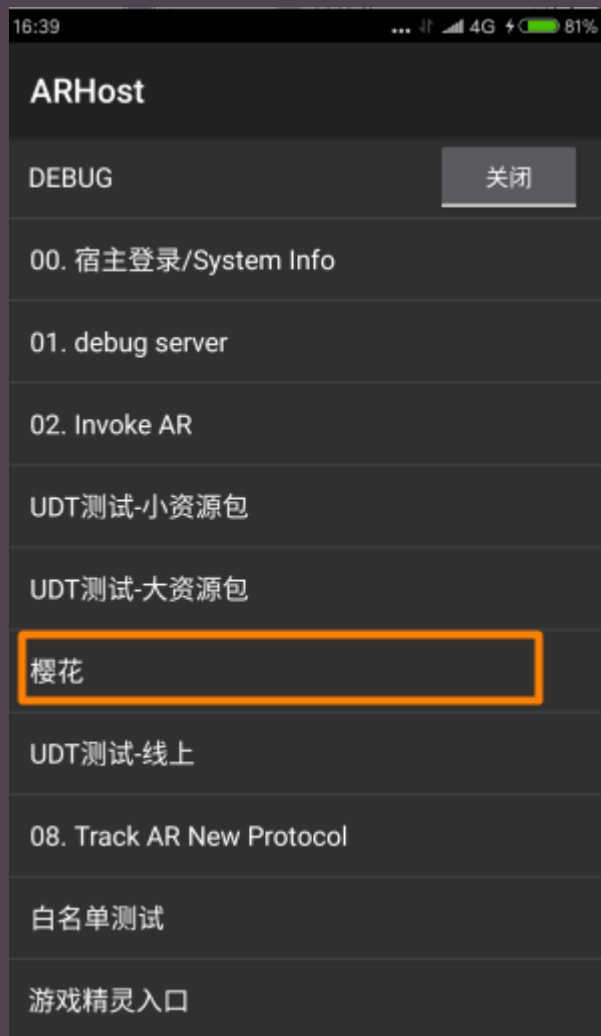 16:39 ... 4G 81%
ARHost
DEBUG 关闭
00. 宿主登录/System Info
01. debug server
02. Invoke AR
UDT测试-小资源包
UDT测试-大资源包
樱花
UDT测试-线上
08. Track AR New Protocol
白名单测试
游戏精灵入口